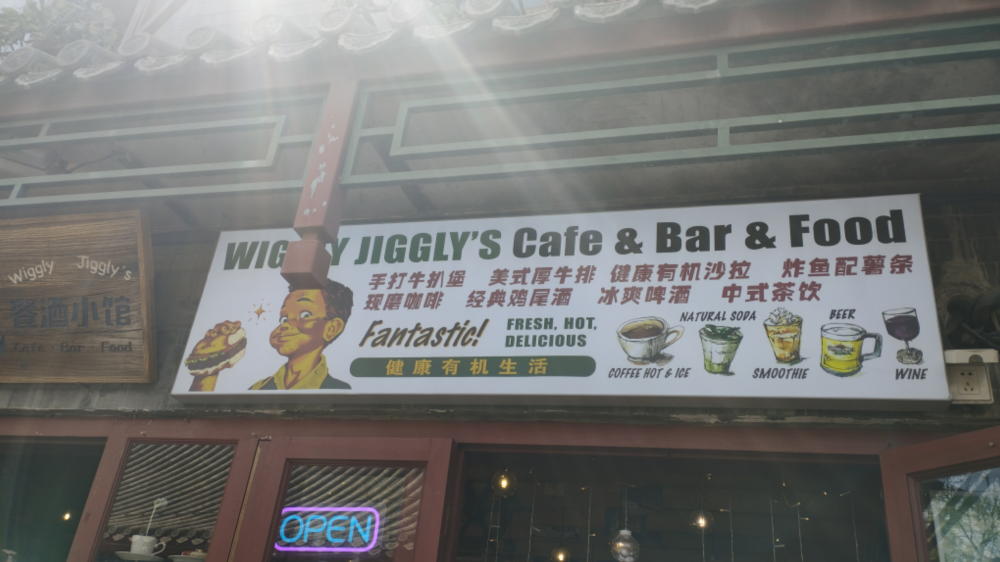 WIGGLY JIGGLY'S Cafe & Bar & Food
手打牛扒堡 美式厚牛排 健康有机沙拉 炸鱼配薯条
现磨咖啡 经典鸡尾酒 冰爽啤酒 中式茶饮
Fantastic!
FRESH, HOT,
DELICIOUS
健康有机生活
COFFEE HOT & ICE
NATURAL SODA
SMOOTHIE
BEER
WINE
Wiggly Jiggly's
餐酒小馆
Cafe · Bar · Food
OPEN